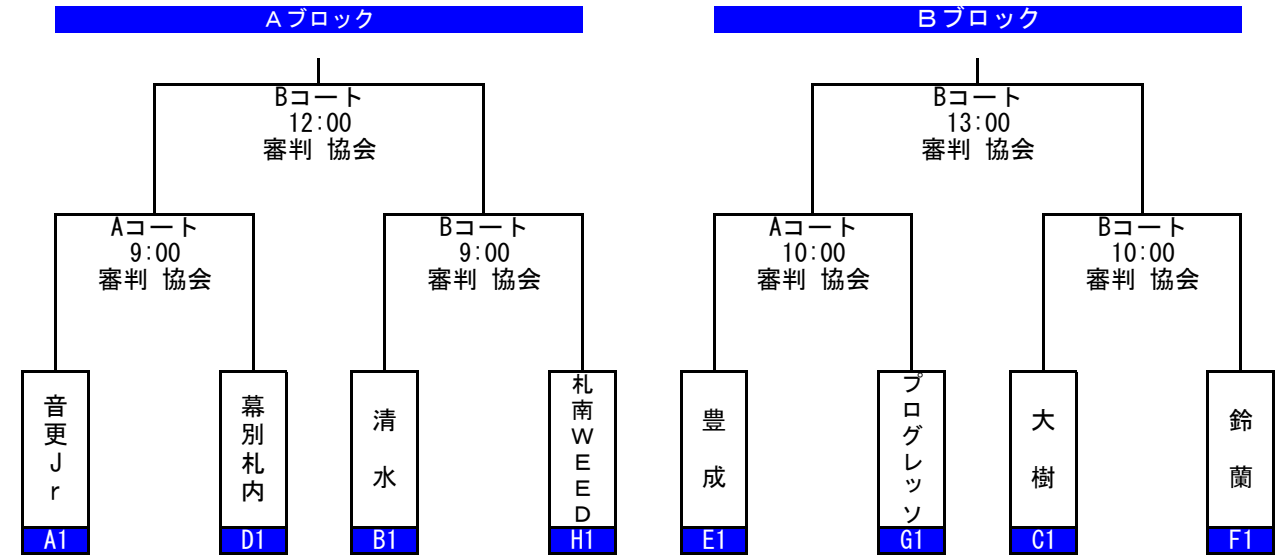 Aブロック
Bブロック
Bコート
12:00
審判 協会
Bコート
13:00
審判 協会
Aコート
9:00
審判 協会
Bコート
9:00
審判 協会
Aコート
10:00
審判 協会
Bコート
10:00
審判 協会
音更Jr
幕別札内
清水
札南WEED
豊成
プログレッソ
大樹
鈴蘭
A1
D1
B1
H1
E1
G1
C1
F1